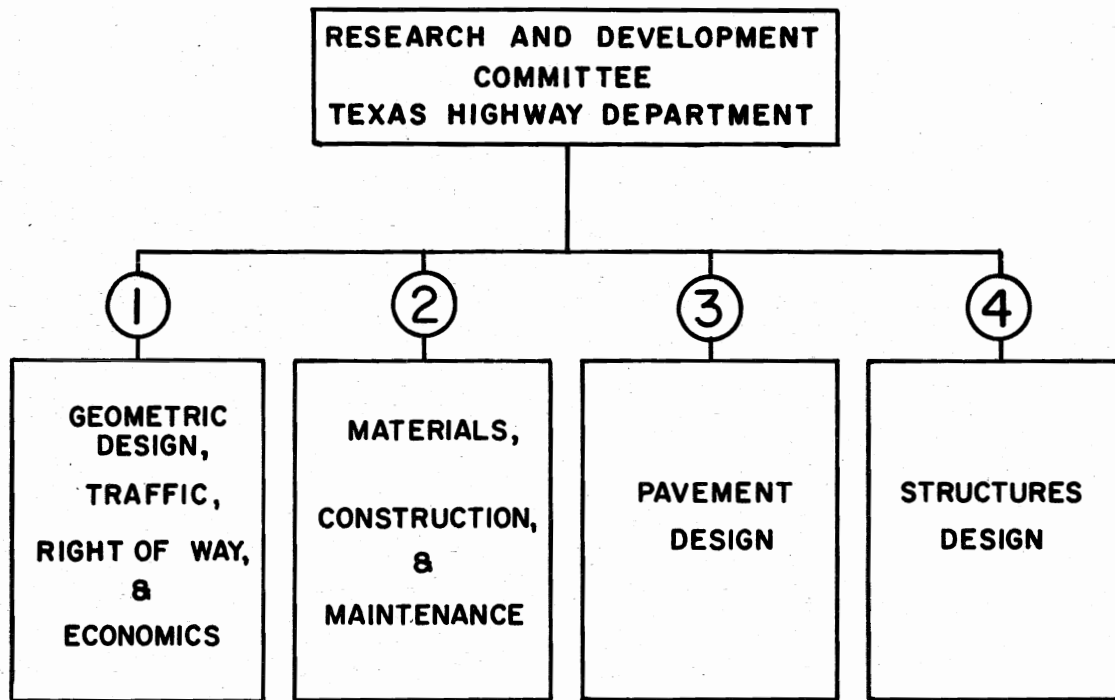 RESEARCH AND DEVELOPMENT
COMMITTEE
TEXAS HIGHWAY DEPARTMENT
1
GEOMETRIC
DESIGN,
TRAFFIC,
RIGHT OF WAY,
&
ECONOMICS
2
MATERIALS,
CONSTRUCTION,
&
MAINTENANCE
3
PAVEMENT
DESIGN
4
STRUCTURES
DESIGN